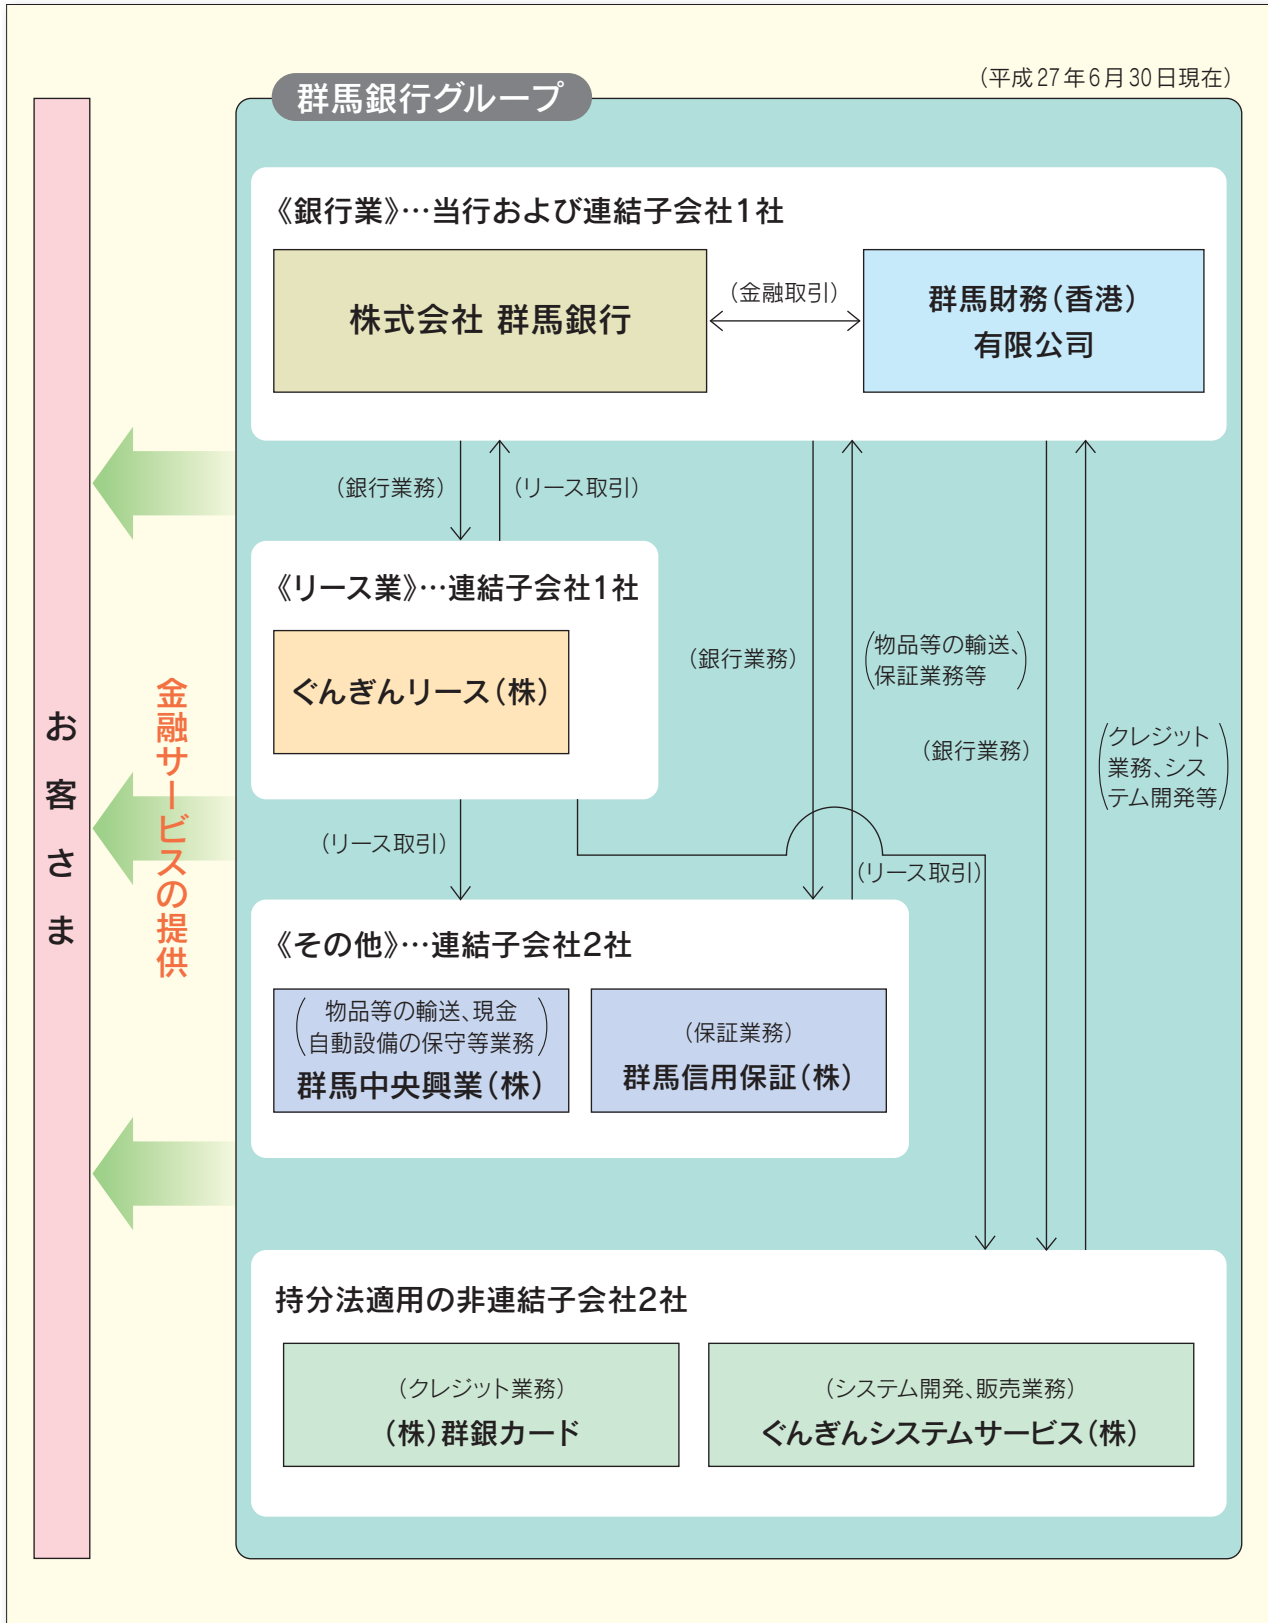 (平成27年6月30日現在)
群馬銀行グループ
《銀行業》…当行および連結子会社1社
株式会社 群馬銀行
(金融取引)
群馬財務(香港)
有限公司
(銀行業務)
(リース取引)
《リース業》…連結子会社1社
ぐんぎんリース(株)
(銀行業務)
(物品等の輸送、
保証業務等)
(銀行業務)
(クレジット
業務、シス
テム開発等)
(リース取引)
(リース取引)
《その他》…連結子会社2社
(物品等の輸送、現金
自動設備の保守等業務)
群馬中央興業(株)
(保証業務)
群馬信用保証(株)
持分法適用の非連結子会社2社
(クレジット業務)
(株)群銀カード
(システム開発、販売業務)
ぐんぎんシステムサービス(株)
金融サービスの提供
お客さま